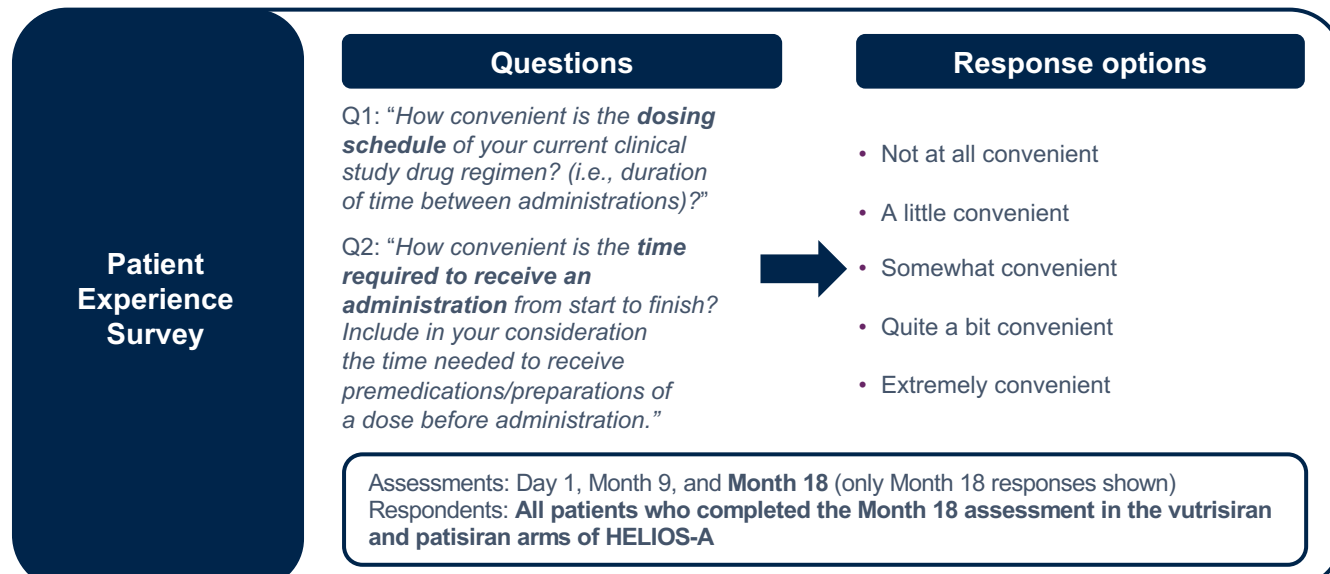 Patient
Experience
Survey
Questions
Q1: “How convenient is the dosing
schedule of your current clinical
study drug regimen? (i.e., duration
of time between administrations)?”
Q2: “How convenient is the time
required to receive an
administration from start to finish?
Include in your consideration
the time needed to receive
premedications/preparations of
a dose before administration.”
Response options
• Not at all convenient
• A little convenient
• Somewhat convenient
• Quite a bit convenient
• Extremely convenient
Assessments: Day 1, Month 9, and Month 18 (only Month 18 responses shown)
Respondents: All patients who completed the Month 18 assessment in the vutrisiran
and patisiran arms of HELIOS-A